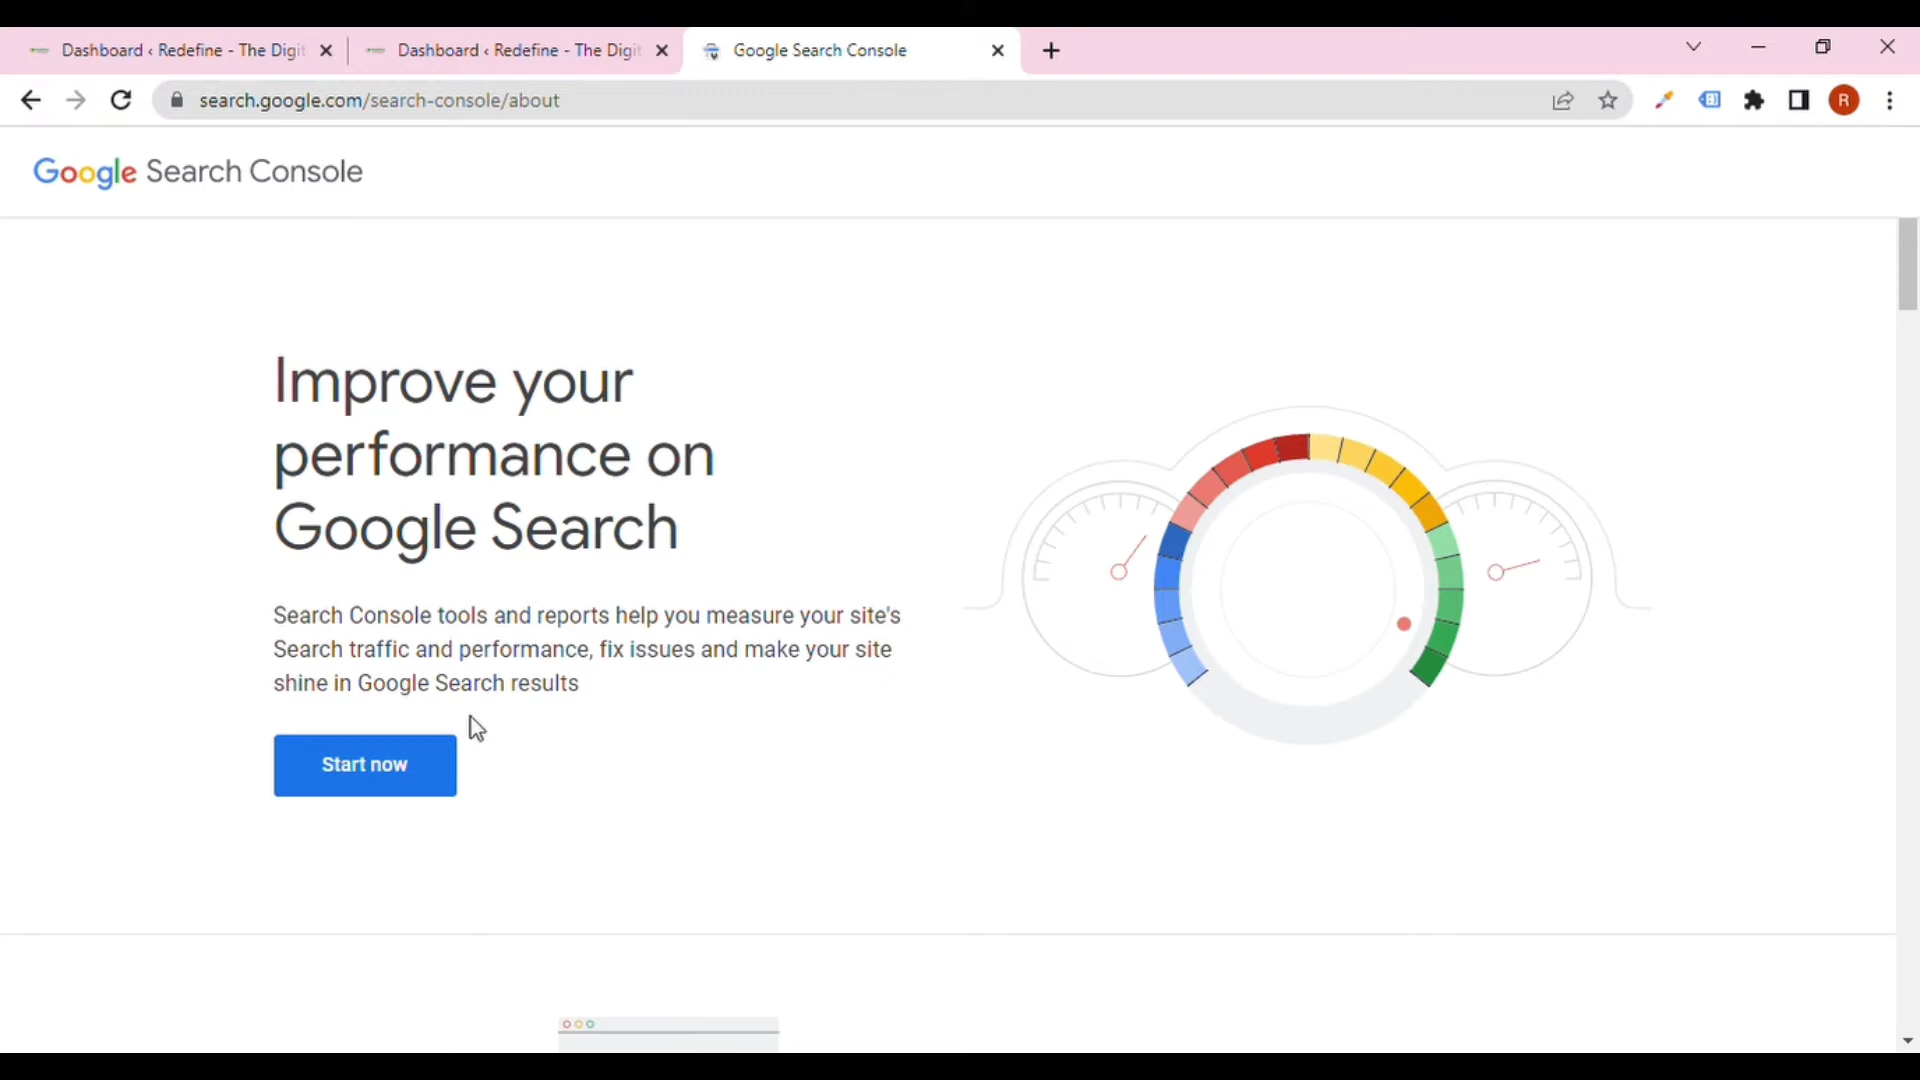 Dashboard ‹ Redefine - The Digit
Dashboard ‹ Redefine - The Digit
Google Search Console
search.google.com/search-console/about
R
Google Search Console
Improve your
performance on
Google Search
Search Console tools and reports help you measure your site's
Search traffic and performance, fix issues and make your site
shine in Google Search results
Start now